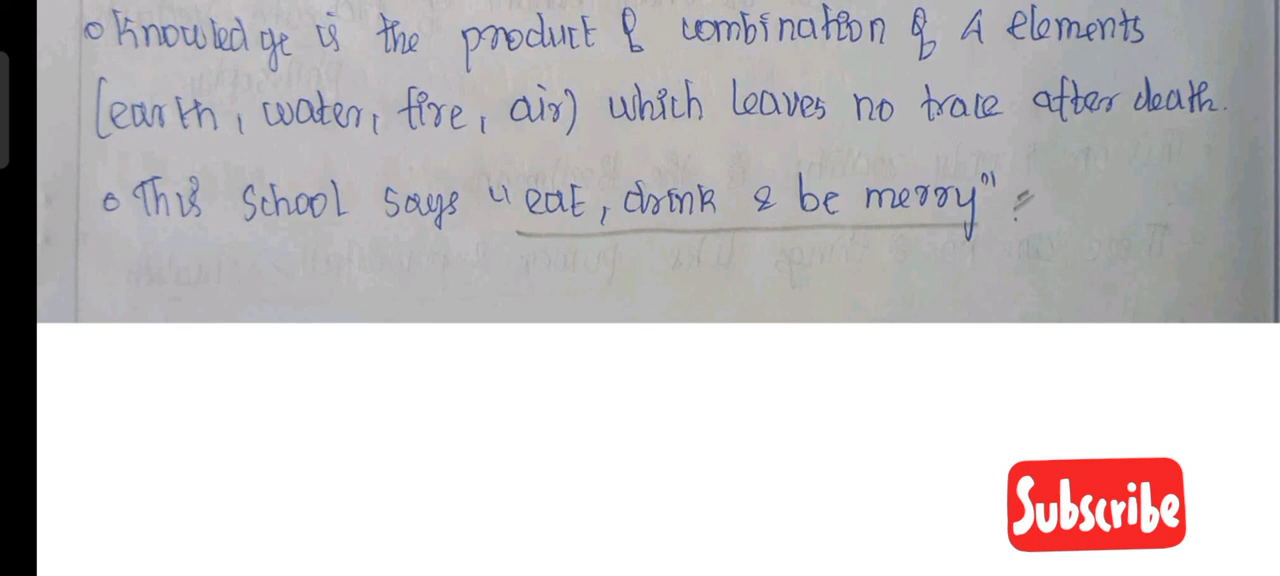 o Knowledge is the product & combination of 4 elements
(earth, water, fire, air) which leaves no trace after death.
o This school says "eat, drink & be merry"
Subscribe